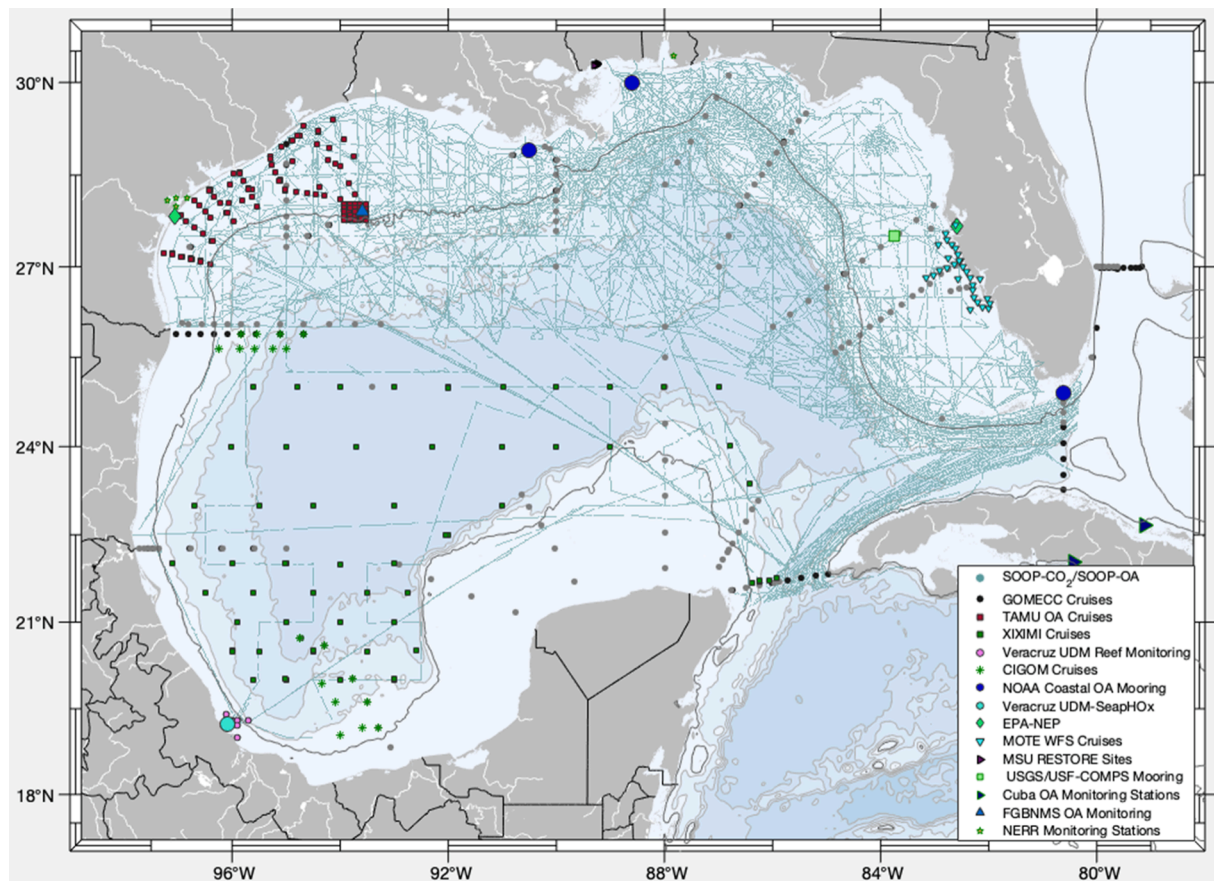 30°N
27°N
24°N
21°N
18°N
96°W
92°W
88°W
84°W
80°W
SOOP-CO₂/SOOP-OA
GOMECC Cruises
TAMU OA Cruises
XIXIMI Cruises
Veracruz UDM Reef Monitoring
CIGOM Cruises
NOAA Coastal OA Mooring
Veracruz UDM-SeapHOx
EPA-NEP
MOTE WFS Cruises
MSU RESTORE Sites
USGS/USF-COMPS Mooring
Cuba OA Monitoring Stations
FGBNMS OA Monitoring
NERR Monitoring Stations